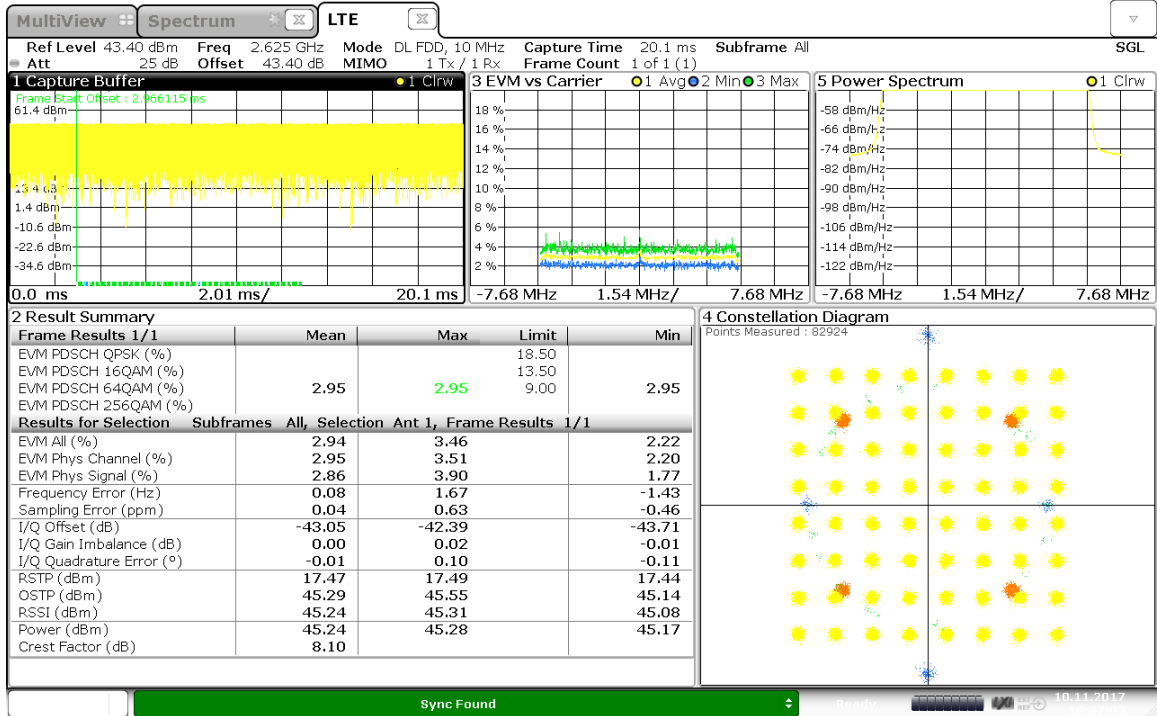 MultiView Spectrum LTE
Ref Level 43.40 dBm Freq 2.625 GHz Mode DL FDD, 10 MHz Capture Time 20.1 ms Subframe All SGL
Att 25 dB Offset 43.40 dB MIMO 1 Tx / 1 Rx Frame Count 1 of 1 (1)
1 Capture Buffer 1 Clrw
Frame Start Offset : 2.966115 ms
61.4 dBm
1.4 dBm
-10.6 dBm
-22.6 dBm
-34.6 dBm
0.0 ms 2.01 ms/ 20.1 ms
3 EVM vs Carrier 1 Avg 2 Min 3 Max
18 %
16 %
14 %
12 %
10 %
8 %
6 %
4 %
2 %
-7.68 MHz 1.54 MHz/ 7.68 MHz
5 Power Spectrum 1 Clrw
-58 dBm/Hz
-66 dBm/Hz
-74 dBm/Hz
-82 dBm/Hz
-90 dBm/Hz
-98 dBm/Hz
-106 dBm/Hz
-114 dBm/Hz
-122 dBm/Hz
-7.68 MHz 1.54 MHz/ 7.68 MHz
2 Result Summary
Frame Results 1/1 Mean Max Limit Min
EVM PDSCH QPSK (%) 18.50
EVM PDSCH 16QAM (%) 13.50
EVM PDSCH 64QAM (%) 2.95 2.95 9.00 2.95
EVM PDSCH 256QAM (%)
Results for Selection Subframes All, Selection Ant 1, Frame Results 1/1
EVM All (%) 2.94 3.46 2.22
EVM Phys Channel (%) 2.95 3.51 2.20
EVM Phys Signal (%) 2.86 3.90 1.77
Frequency Error (Hz) 0.08 1.67 -1.43
Sampling Error (ppm) 0.04 0.63 -0.46
I/Q Offset (dB) -43.05 -42.39 -43.71
I/Q Gain Imbalance (dB) 0.00 0.02 -0.01
I/Q Quadrature Error (º) -0.01 0.10 -0.11
RSTP (dBm) 17.47 17.49 17.44
OSTP (dBm) 45.29 45.55 45.14
RSSI (dBm) 45.24 45.31 45.08
Power (dBm) 45.24 45.28 45.17
Crest Factor (dB) 8.10
4 Constellation Diagram
Points Measured : 82924
Sync Found
Ready
LXI
EXT REF
10.11.2017